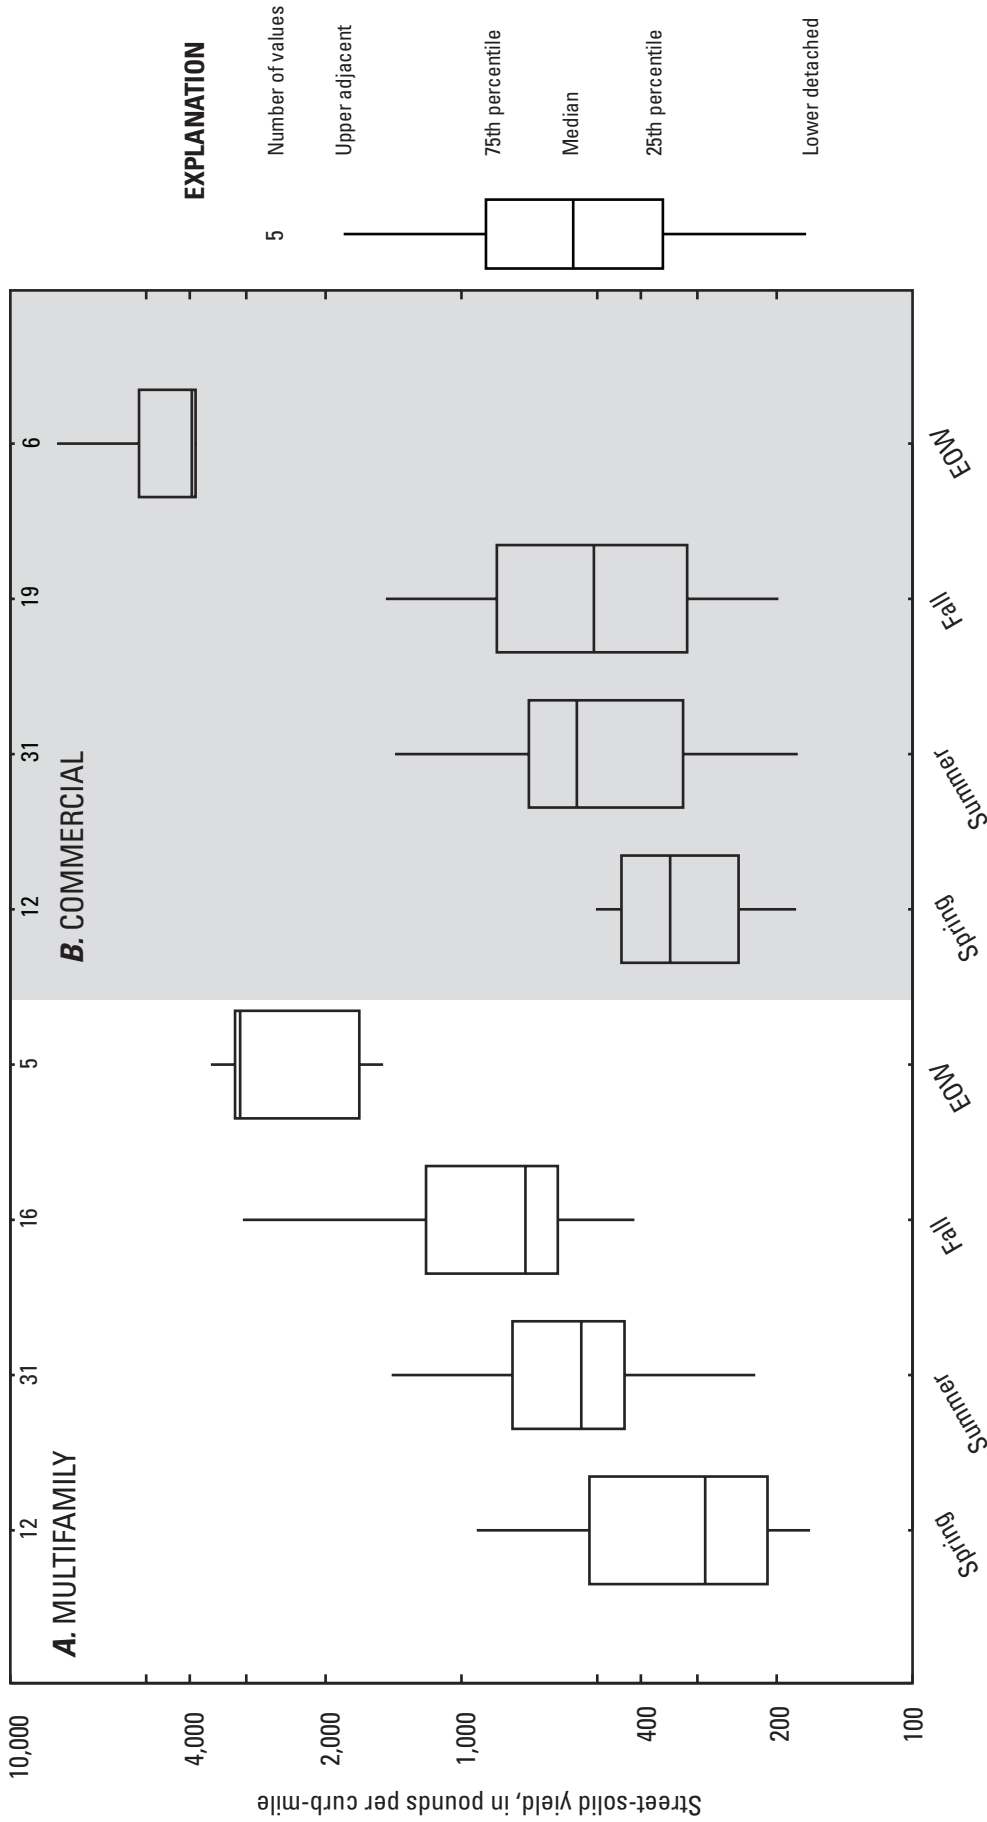 Street-solid yield, in pounds per curb-mile
10,000
4,000
2,000
1,000
400
200
100
A. MULTIFAMILY
12
31
16
5
Spring
Summer
Fall
EOW
B. COMMERCIAL
12
31
19
6
Spring
Summer
Fall
EOW
EXPLANATION
5
Number of values
Upper adjacent
75th percentile
Median
25th percentile
Lower detached